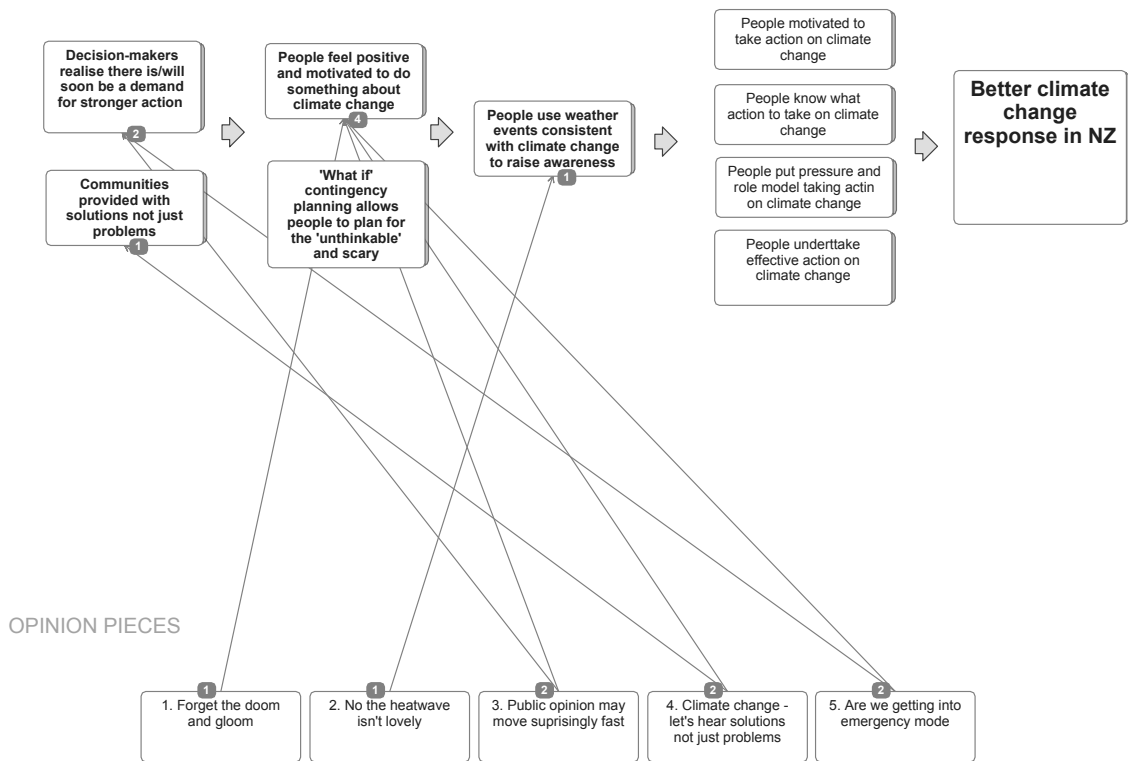 Decision-makers
realise there is/will
soon be a demand
for stronger action
2
Communities
provided with
solutions not just
problems
1
People feel positive
and motivated to do
something about
climate change
4
'What if'
contingency
planning allows
people to plan for
the 'unthinkable'
and scary
People use weather
events consistent
with climate change
to raise awareness
1
People motivated to
take action on climate
change
People know what
action to take on climate
change
People put pressure and
role model taking actin
on climate change
People underttake
effective action on
climate change
Better climate
change
response in NZ
OPINION PIECES
1
1. Forget the doom
and gloom
1
2. No the heatwave
isn't lovely
2
3. Public opinion may
move suprisingly fast
2
4. Climate change -
let's hear solutions
not just problems
2
5. Are we getting into
emergency mode